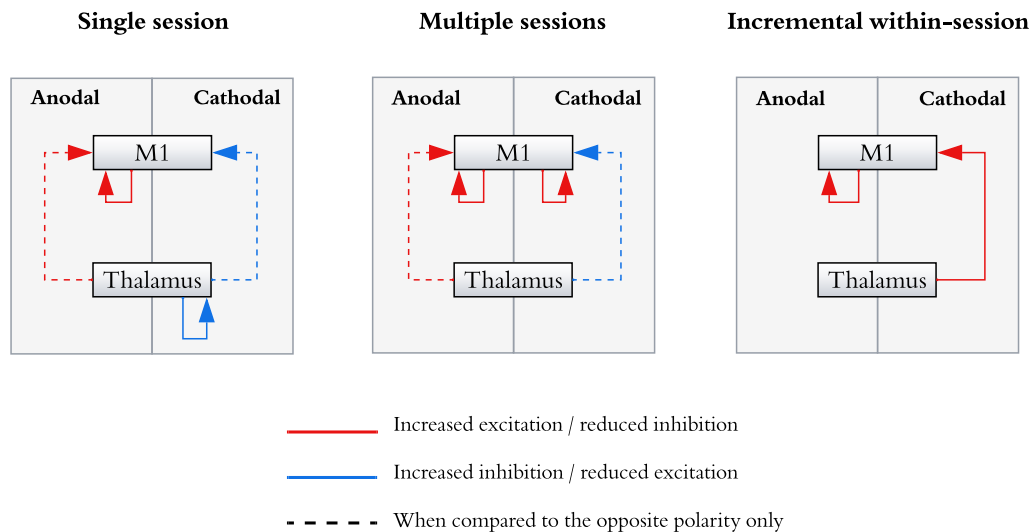 Single session
Multiple sessions
Incremental within-session
Anodal
Cathodal
M1
Thalamus
Anodal
Cathodal
M1
Thalamus
Anodal
Cathodal
M1
Thalamus
Increased excitation / reduced inhibition
Increased inhibition / reduced excitation
When compared to the opposite polarity only